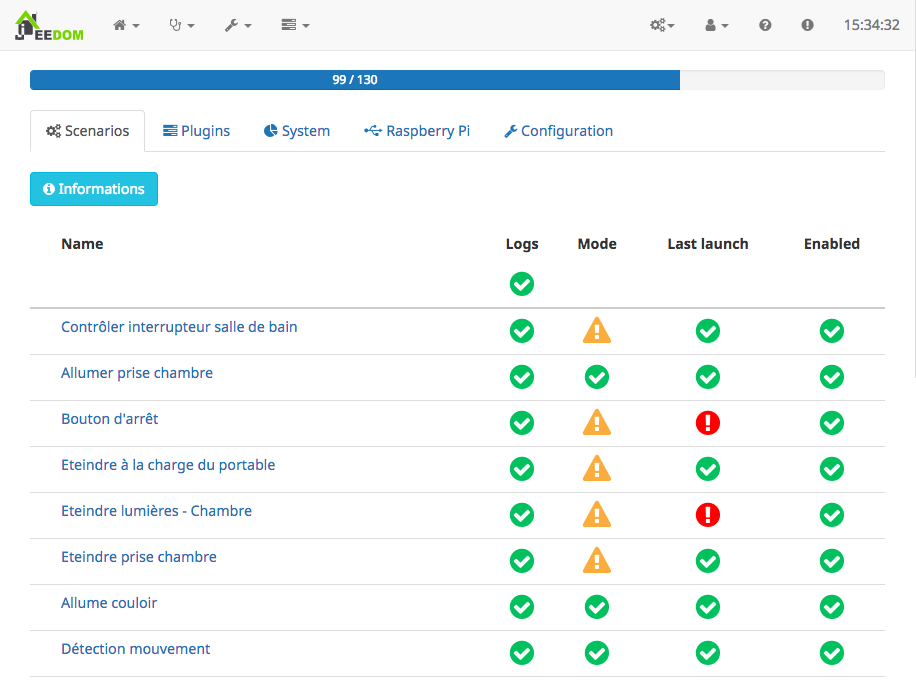 JEEDOM
15:34:32
99 / 130
Scenarios Plugins System Raspberry Pi Configuration
Informations
Name Logs Mode Last launch Enabled
Contrôler interrupteur salle de bain
Allumer prise chambre
Bouton d'arrêt
Eteindre à la charge du portable
Eteindre lumières - Chambre
Eteindre prise chambre
Allume couloir
Détection mouvement